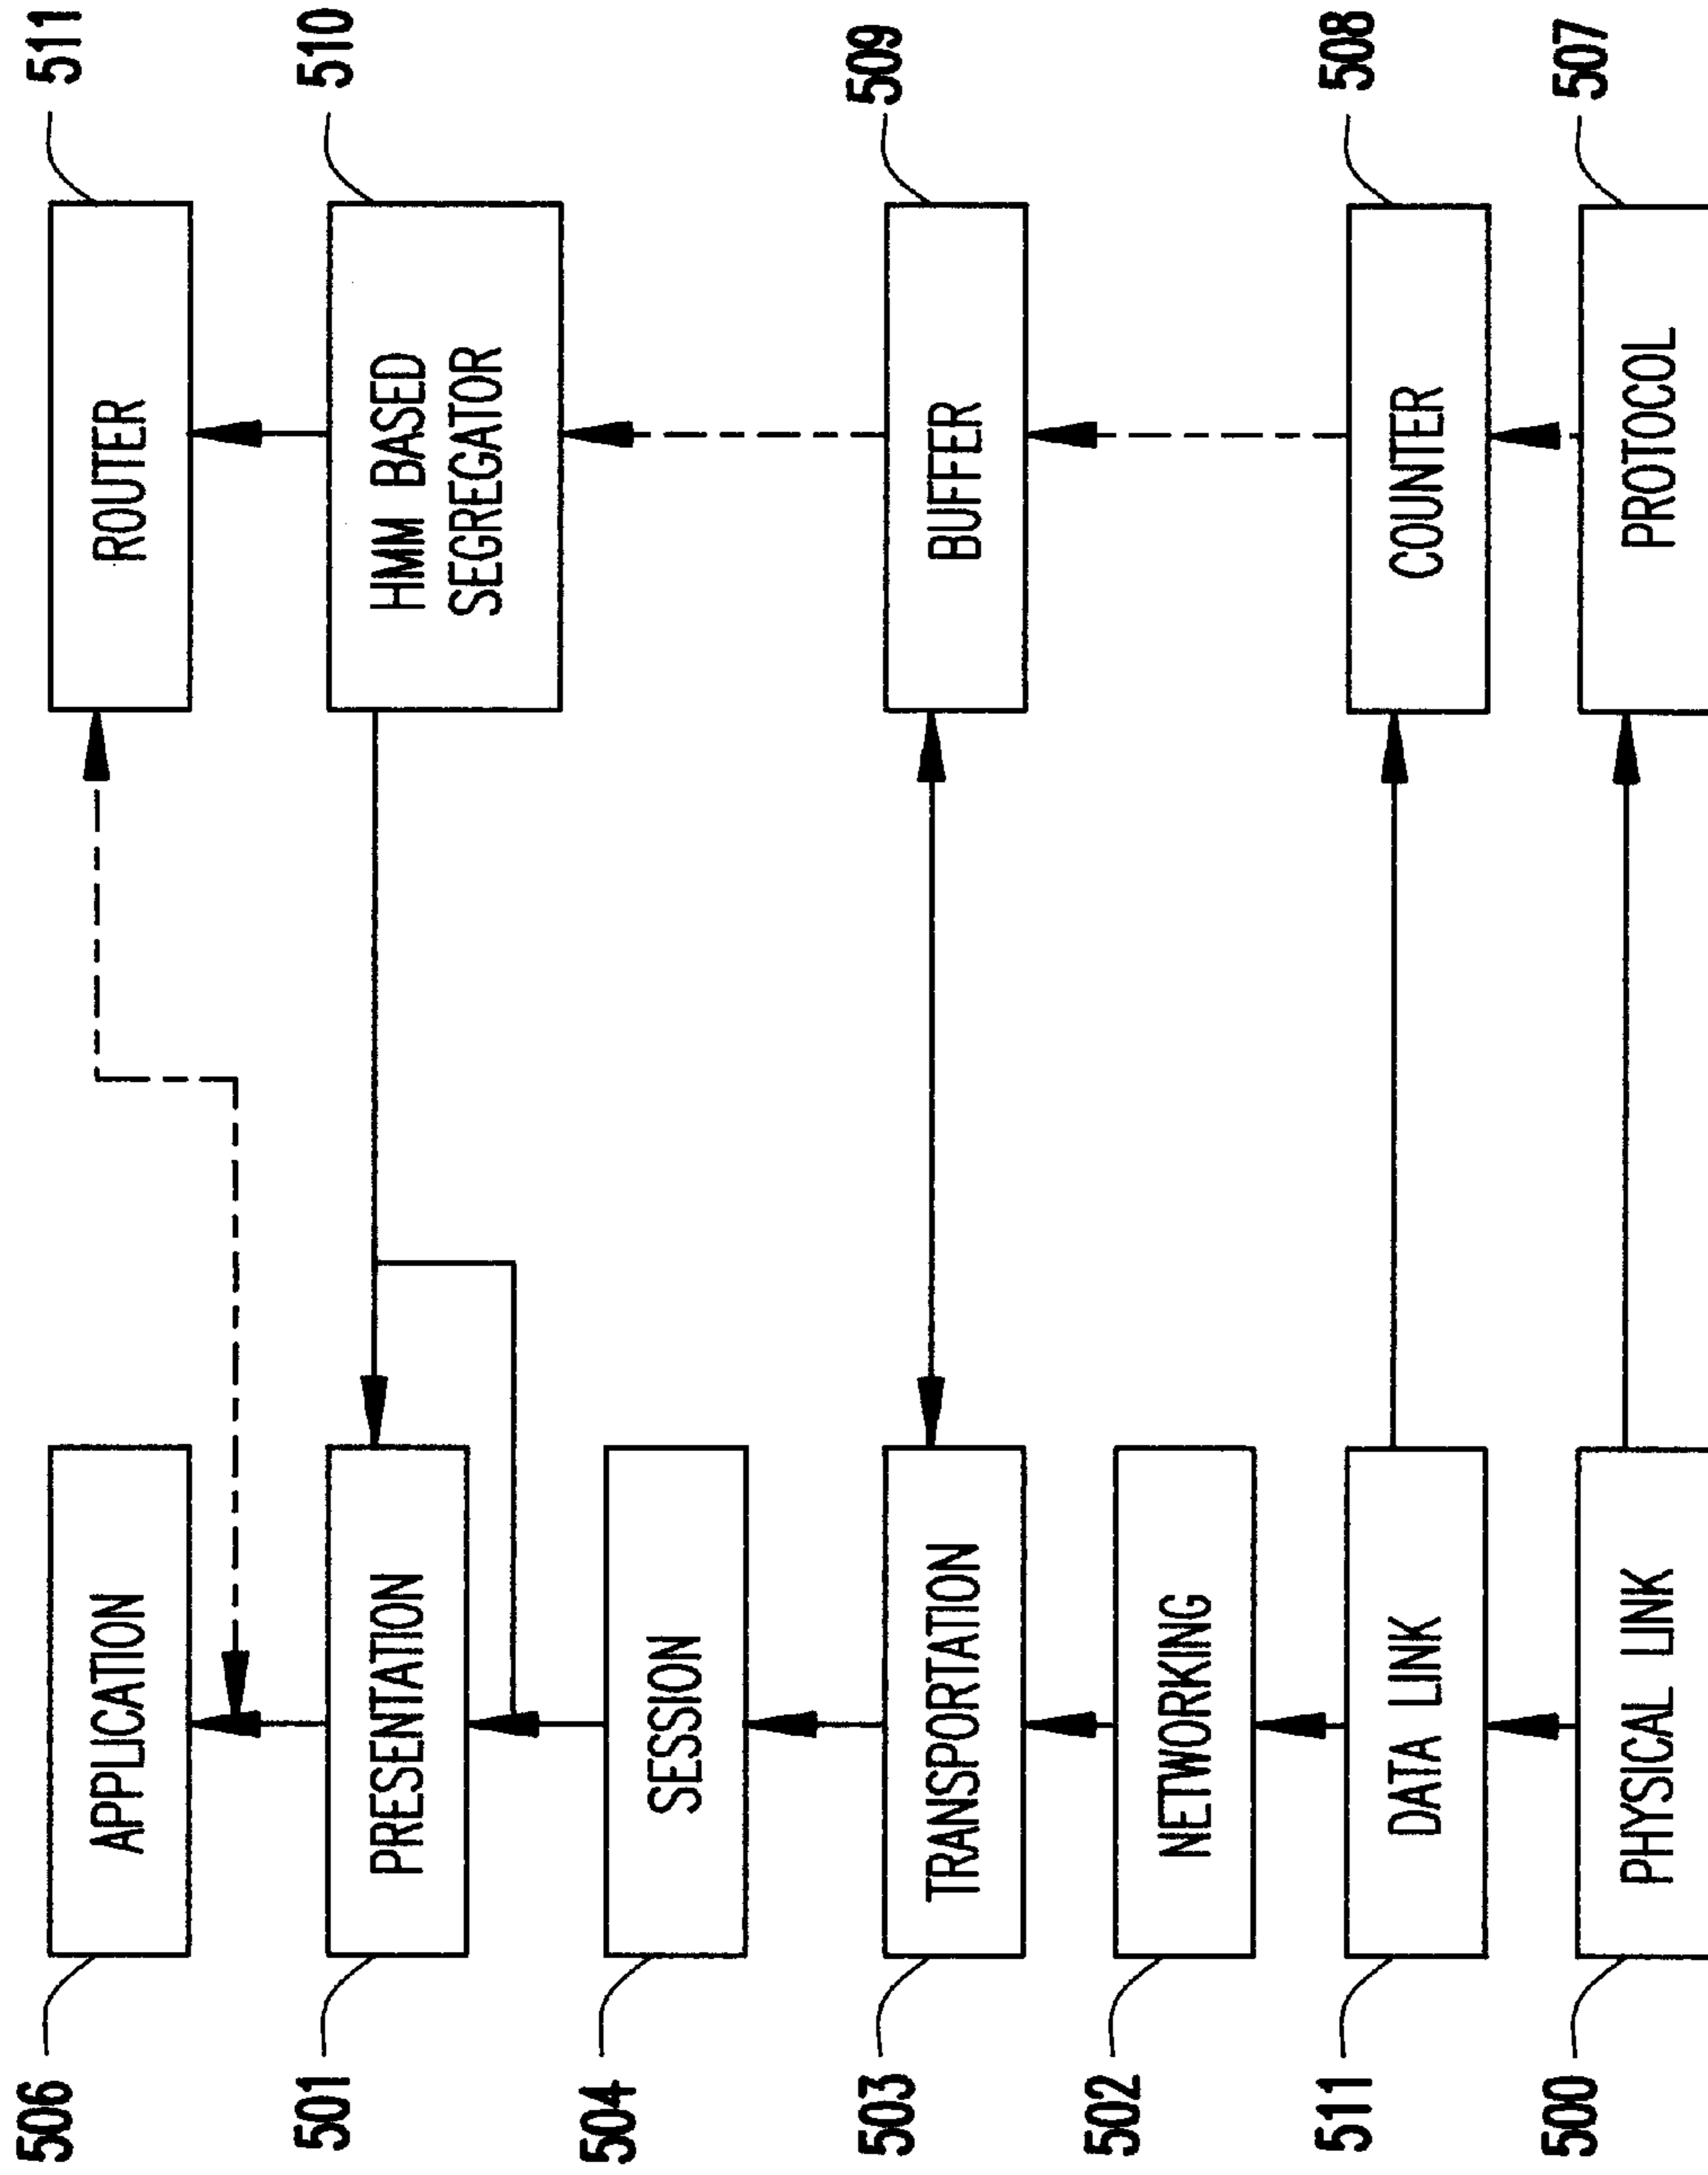 506
APPLICATION
ROUTER
511
501
PRESENTATION
HMM BASED
SEGREGATOR
510
504
SESSION
503
TRANSPORTATION
BUFFER
509
502
NETWORKING
511
DATA LINK
COUNTER
508
500
PHYSICAL LINK
PROTOCOL
507